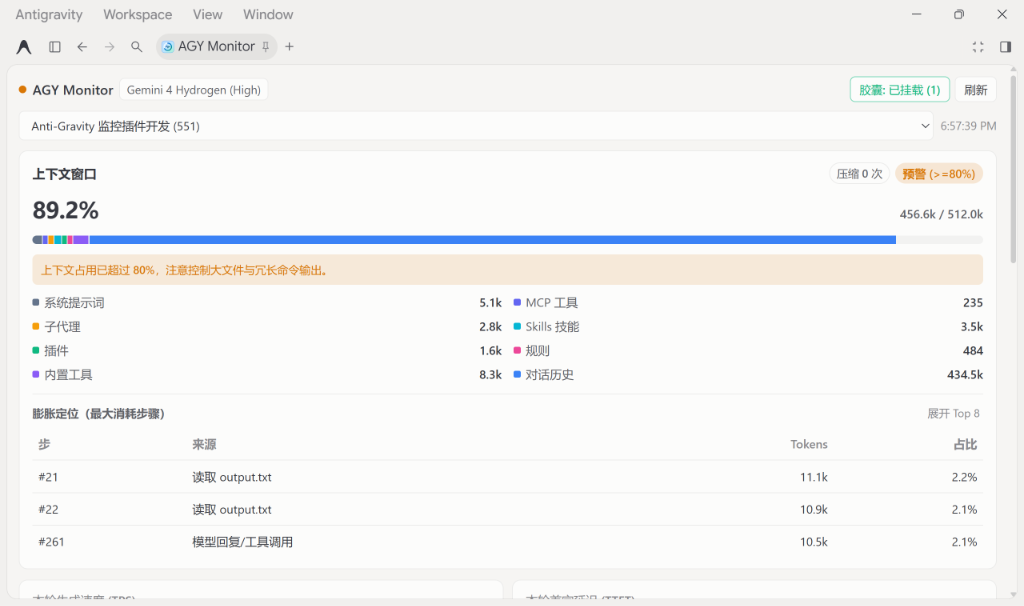 Antigravity Workspace View Window
AGY Monitor
AGY Monitor Gemini 4 Hydrogen (High) 胶囊: 已挂载 (1) 刷新
Anti-Gravity 监控插件开发 (551) 6:57:39 PM
上下文窗口 压缩 0 次 预警 (>=80%)
89.2% 456.6k / 512.0k
上下文占用已超过 80%，注意控制大文件与冗长命令输出。
系统提示词 5.1k MCP 工具 235
子代理 2.8k Skills 技能 3.5k
插件 1.6k 规则 484
内置工具 8.3k 对话历史 434.5k
膨胀定位（最大消耗步骤） 展开 Top 8
步 来源 Tokens 占比
#21 读取 output.txt 11.1k 2.2%
#22 读取 output.txt 10.9k 2.1%
#261 模型回复/工具调用 10.5k 2.1%